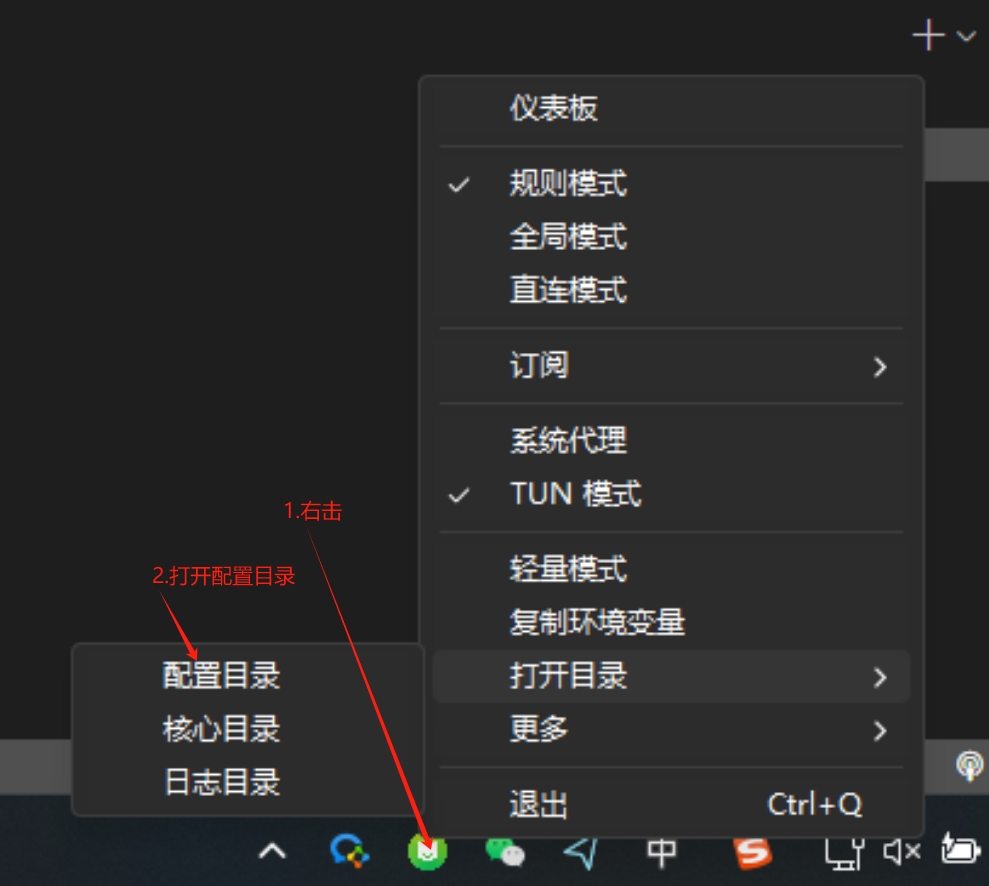 仪表板
规则模式
全局模式
直连模式
订阅
系统代理
TUN 模式
1.右击
轻量模式
2.打开配置目录
复制环境变量
打开目录
配置目录
更多
核心目录
日志目录
退出 Ctrl+Q
中
S